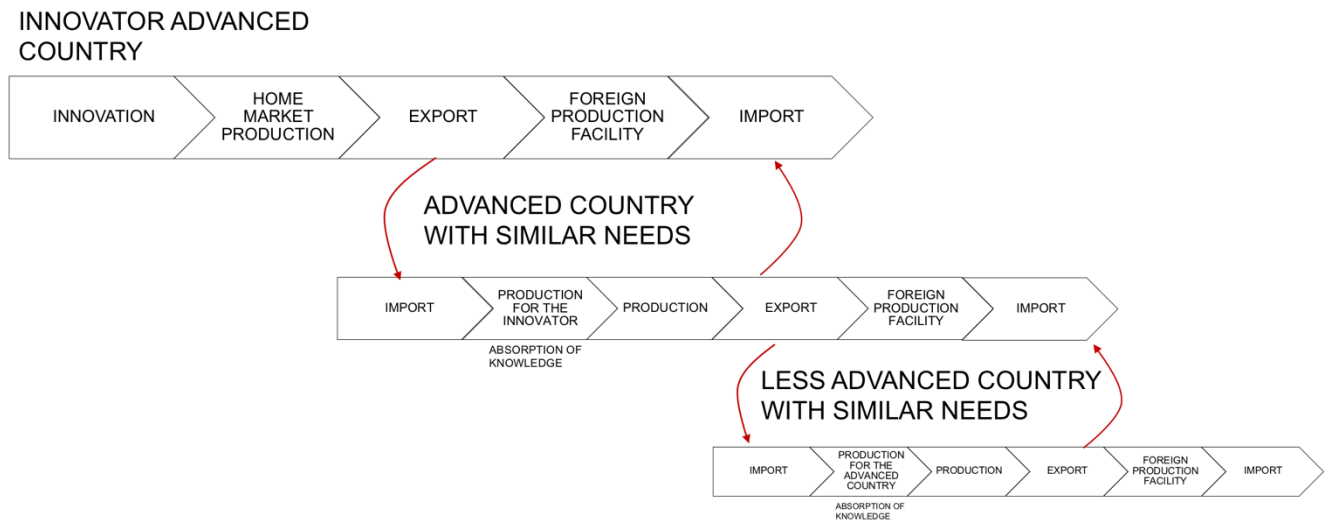 INNOVATOR ADVANCED
COUNTRY
INNOVATION
HOME
MARKET
PRODUCTION
EXPORT
FOREIGN
PRODUCTION
FACILITY
IMPORT
ADVANCED COUNTRY
WITH SIMILAR NEEDS
IMPORT
PRODUCTION
FOR THE
INNOVATOR
PRODUCTION
EXPORT
FOREIGN
PRODUCTION
FACILITY
IMPORT
ABSORPTION OF
KNOWLEDGE
LESS ADVANCED COUNTRY
WITH SIMILAR NEEDS
IMPORT
PRODUCTION
FOR THE
ADVANCED
COUNTRY
PRODUCTION
EXPORT
FOREIGN
PRODUCTION
FACILITY
IMPORT
ABSORPTION OF
KNOWLEDGE